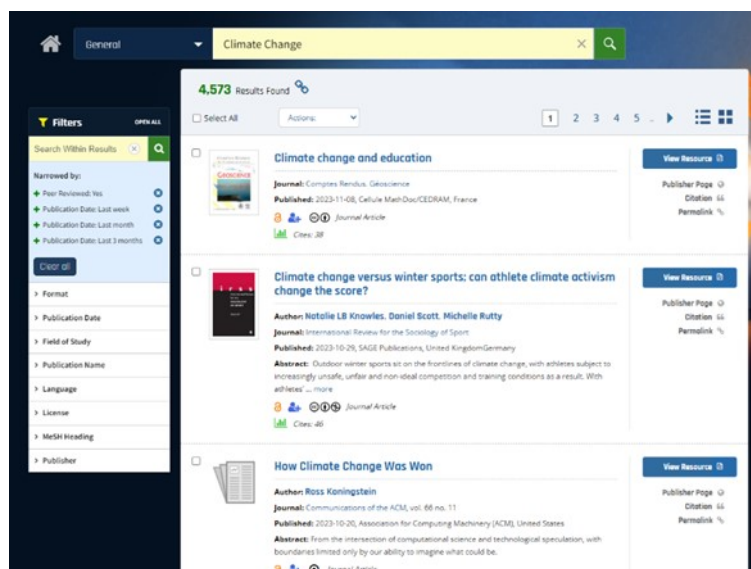 General
Climate Change
4,573 Results Found
Select All
Actions:
1 2 3 4 5 ..
Filters
OPEN ALL
Search Within Results
Narrowed by:
Peer Reviewed: Yes
Publication Date: Last week
Publication Date: Last month
Publication Date: Last 3 months
Clear all
Format
Publication Date
Field of Study
Publication Name
Language
License
MeSH Heading
Publisher
GEOSCIENCE
Climate change and education
Journal: Comptes Rendus. Géoscience
Published: 2023-11-08, Cellule MathDoc/CEDRAM, France
Journal Article
Cites: 38
View Resource
Publisher Page
Citation
Permalink
irss
Climate change versus winter sports: can athlete climate activism
change the score?
Author: Natalie LB Knowles, Daniel Scott, Michelle Rutty
Journal: International Review for the Sociology of Sport
Published: 2023-10-29, SAGE Publications, United KingdomGermany
Abstract: Outdoor winter sports sit on the frontlines of climate change, with athletes subject to
increasingly unsafe, unfair and non-ideal competition and training conditions as a result. With
athletes' ... more
Journal Article
Cites: 46
View Resource
Publisher Page
Citation
Permalink
How Climate Change Was Won
Author: Ross Koningstein
Journal: Communications of the ACM, vol. 66 no. 11
Published: 2023-10-20, Association for Computing Machinery (ACM), United States
Abstract: From the intersection of computational science and technological speculation, with
boundaries limited only by our ability to imagine what could be.
Journal Article
View Resource
Publisher Page
Citation
Permalink